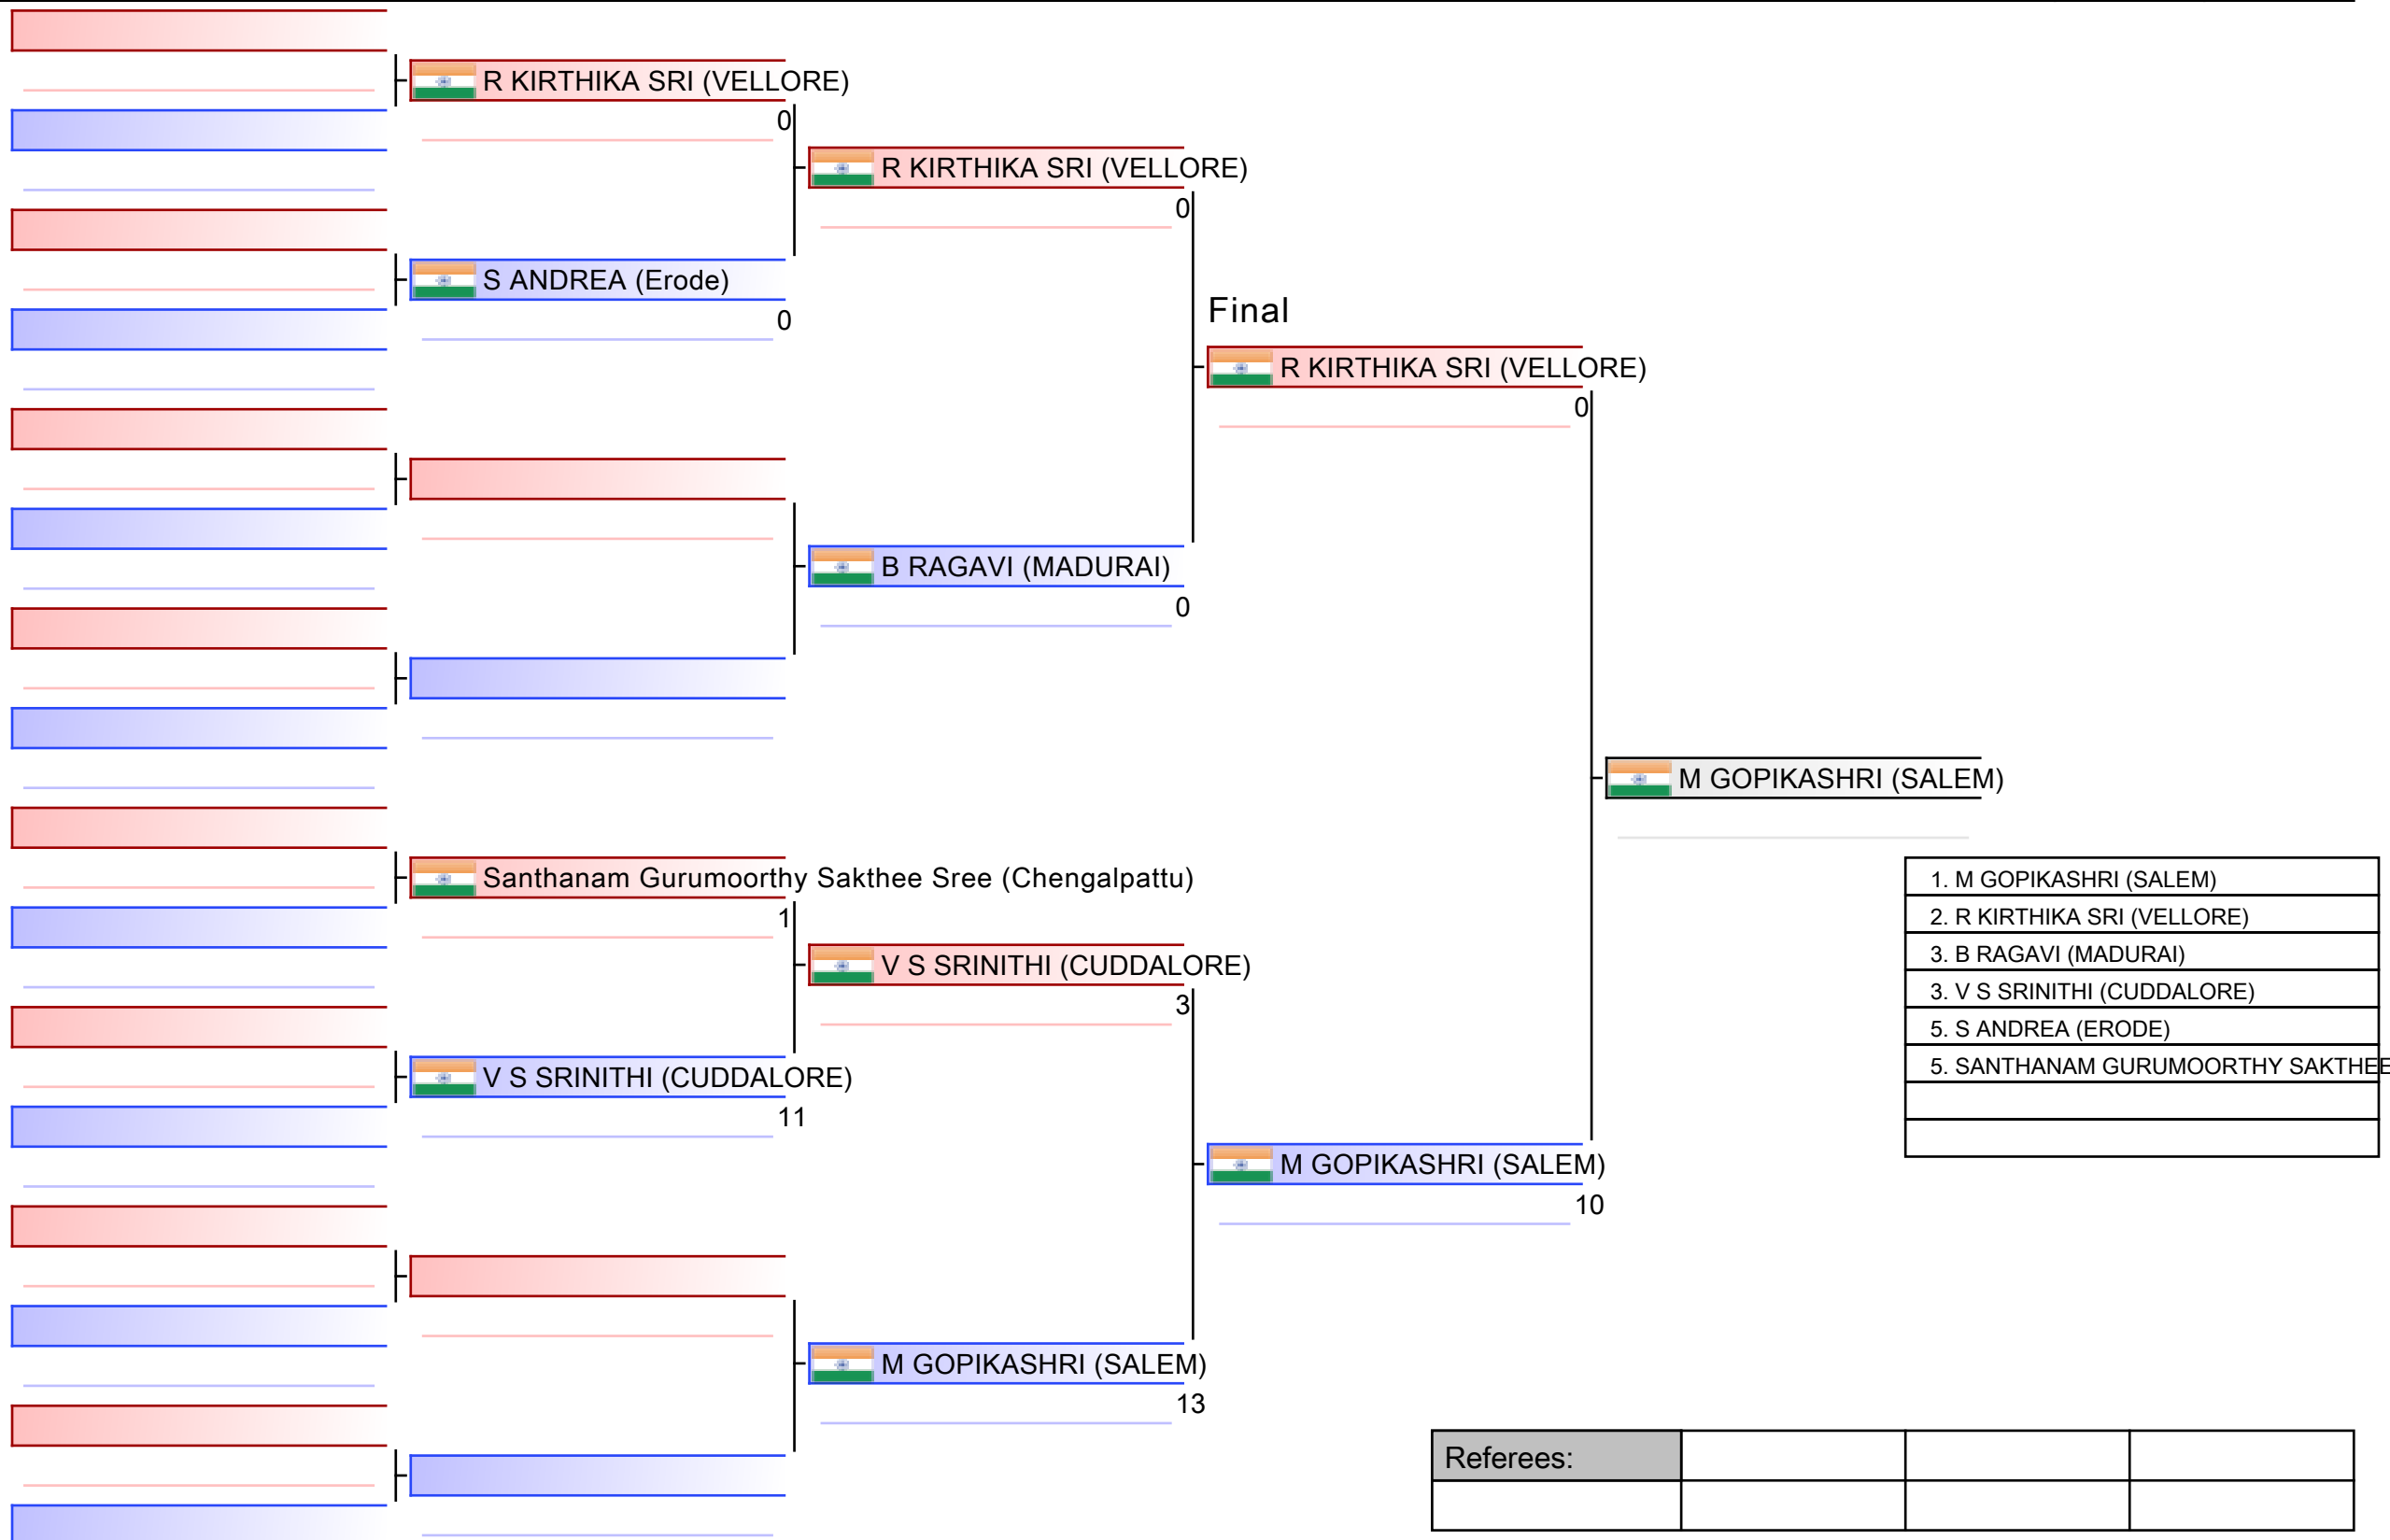 R KIRTHIKA SRI (VELLORE)
0
R KIRTHIKA SRI (VELLORE)
0
S ANDREA (Erode)
0
Final
R KIRTHIKA SRI (VELLORE)
0
B RAGAVI (MADURAI)
0
M GOPIKASHRI (SALEM)
Santhanam Gurumoorthy Sakthee Sree (Chengalpattu)
1
V S SRINITHI (CUDDALORE)
3
V S SRINITHI (CUDDALORE)
11
M GOPIKASHRI (SALEM)
10
M GOPIKASHRI (SALEM)
13
1. M GOPIKASHRI (SALEM)
2. R KIRTHIKA SRI (VELLORE)
3. B RAGAVI (MADURAI)
3. V S SRINITHI (CUDDALORE)
5. S ANDREA (ERODE)
5. SANTHANAM GURUMOORTHY SAKTHEE
Referees: